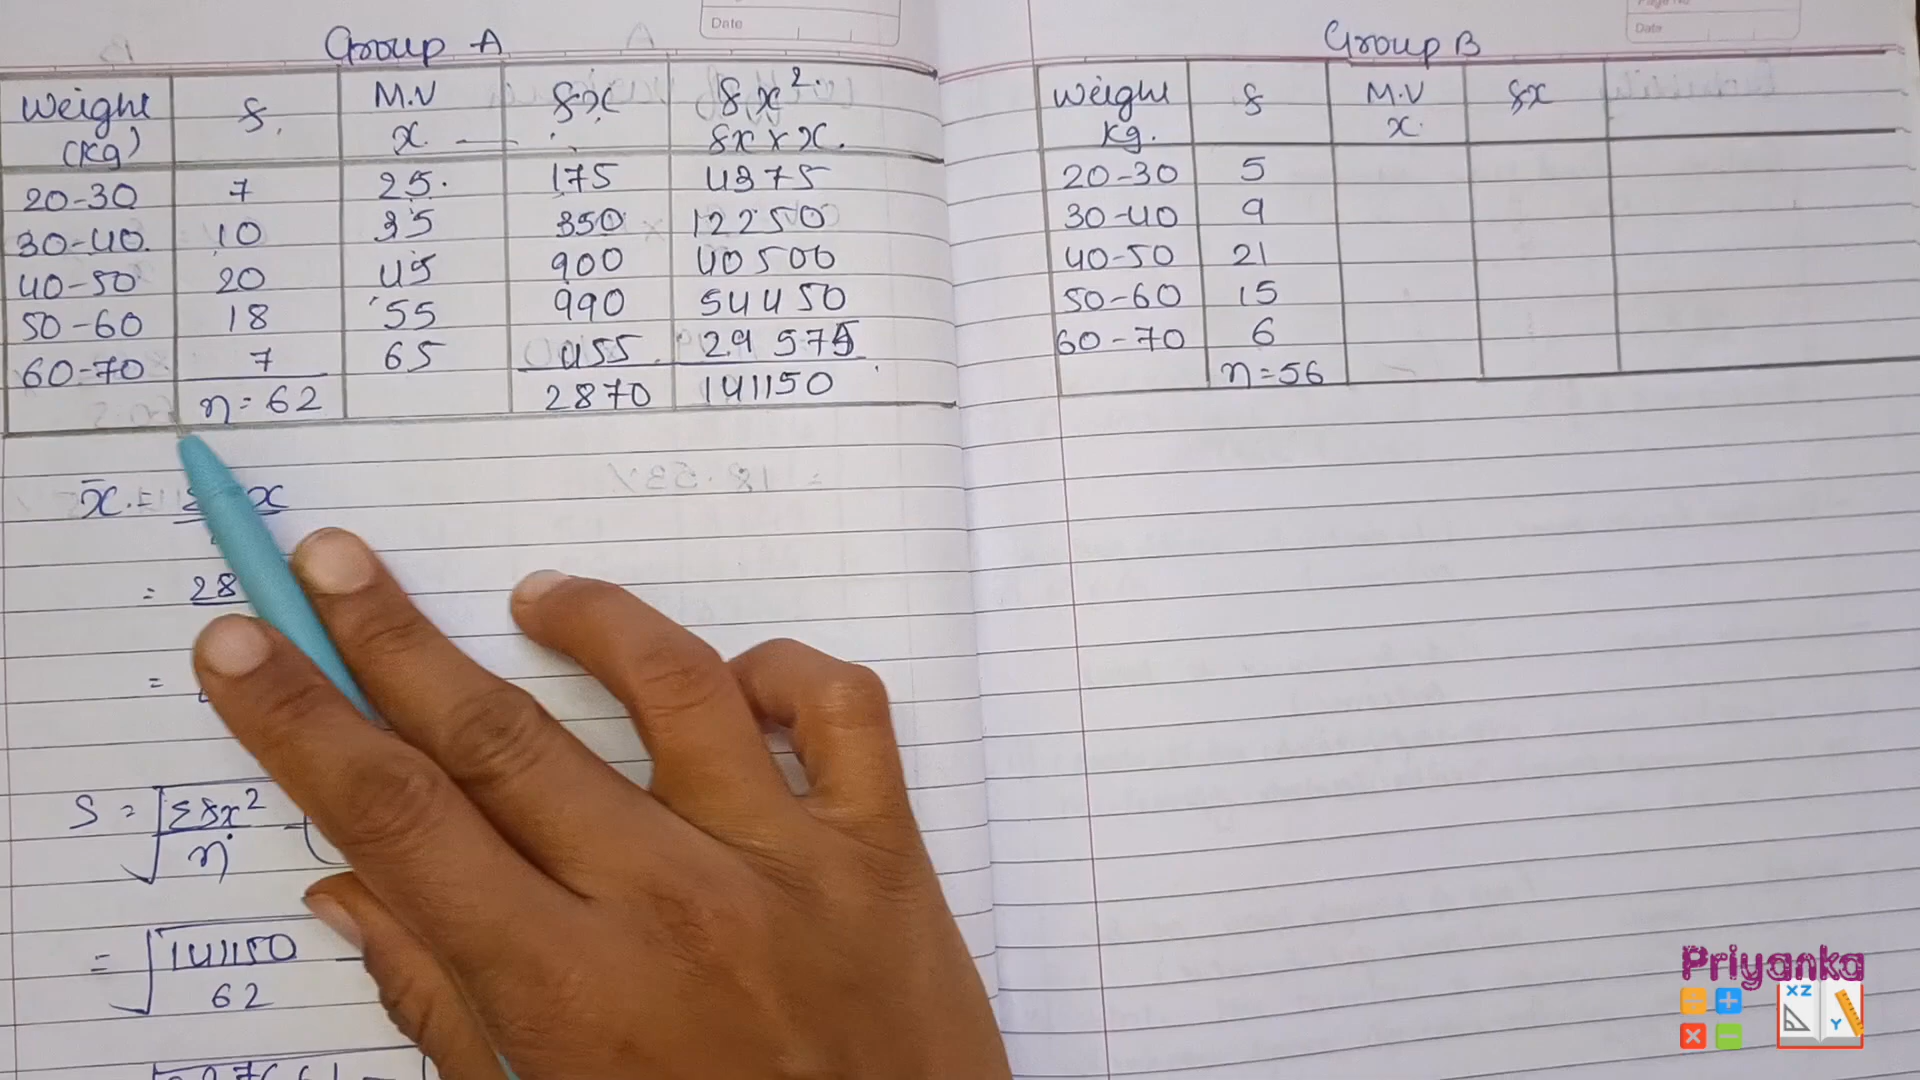 Date
Group A
Weight (kg) f. M.V x. fx fx². fx × x.
20-30 7 25. 175 4375
30-40. 10 35 350 12250
40-50 20 45 900 40500
50-60 18 55 990 54450
60-70 7 65 455 29575
n = 62 2870 141150
x̄. = Σ x
= 28
=
S = √ Σfx² / n - (
= √ 141150 / 62 -
Date
Group B
Weight kg. f M.V x. fx
20-30 5
30-40 9
40-50 21
50-60 15
60-70 6
n = 56
Priyanka
XZ
Y